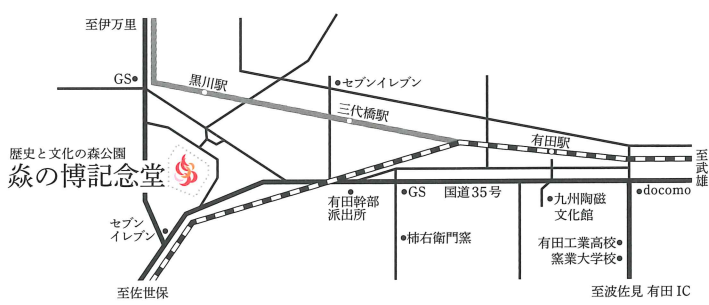 至伊万里
GS
黒川駅
セブンイレブン
三代橋駅
有田駅
至武雄
歴史と文化の森公園
焱の博記念堂
有田幹部
派出所
GS
国道35号
九州陶磁
文化館
docomo
セブン
イレブン
柿右衛門窯
有田工業高校
窯業大学校
至佐世保
至波佐見 有田IC